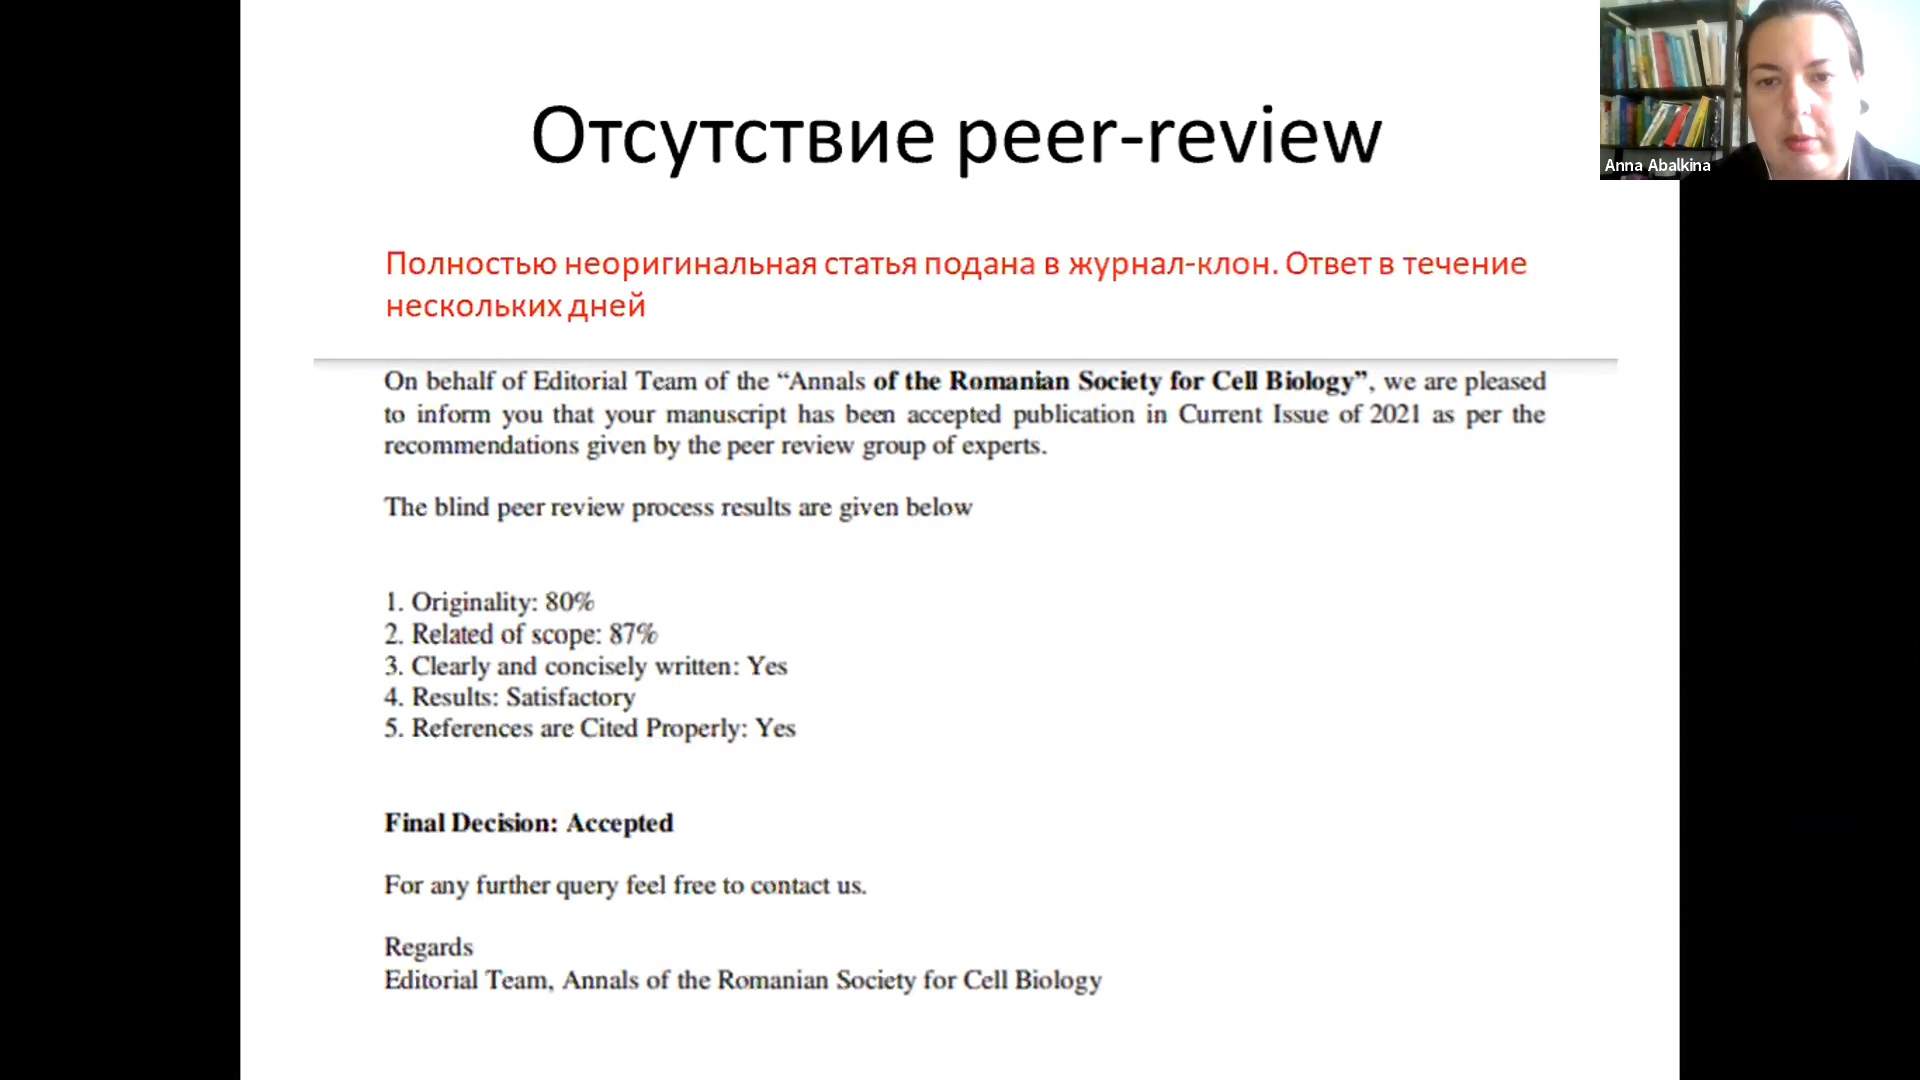 Отсутствие peer-review
Anna Abalkina
Полностью неоригинальная статья подана в журнал-клон. Ответ в течение
нескольких дней
On behalf of Editorial Team of the “Annals of the Romanian Society for Cell Biology”, we are pleased
to inform you that your manuscript has been accepted publication in Current Issue of 2021 as per the
recommendations given by the peer review group of experts.
The blind peer review process results are given below
1. Originality: 80%
2. Related of scope: 87%
3. Clearly and concisely written: Yes
4. Results: Satisfactory
5. References are Cited Properly: Yes
Final Decision: Accepted
For any further query feel free to contact us.
Regards
Editorial Team, Annals of the Romanian Society for Cell Biology